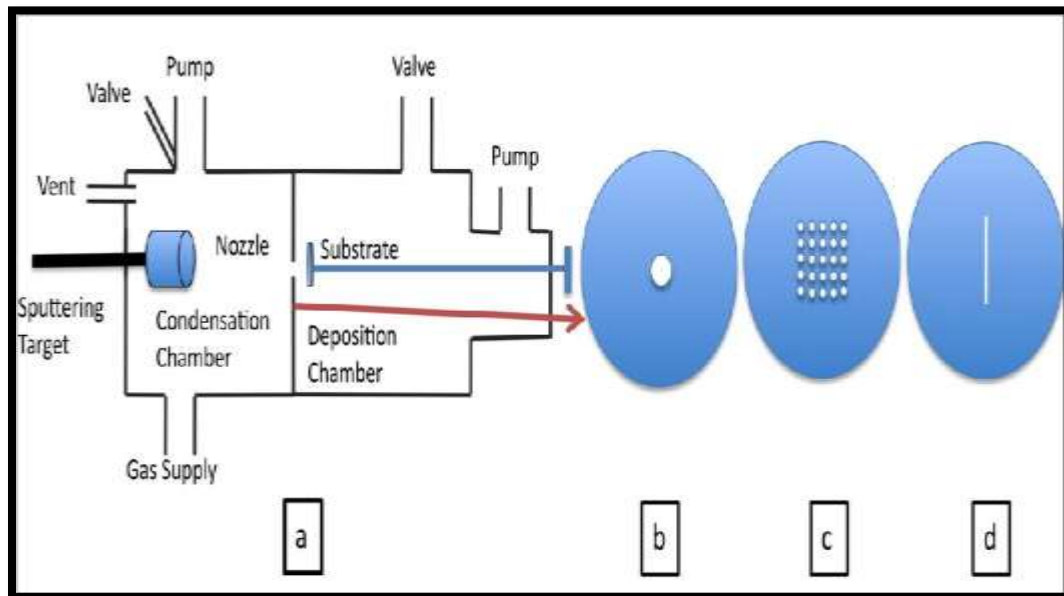 Pump
Valve
Valve
Vent
Pump
Nozzle
Substrate
Sputtering
Target
Condensation
Chamber
Deposition
Chamber
Gas Supply
a
b
c
d